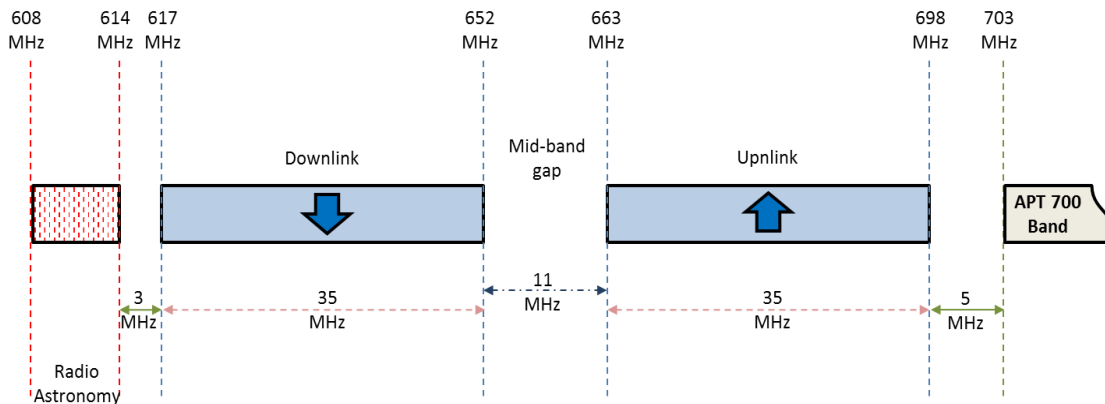 608 MHz
614 MHz
617 MHz
652 MHz
663 MHz
698 MHz
703 MHz
Downlink
Mid-band
gap
Upnlink
APT 700
Band
3
MHz
35
MHz
11
MHz
35
MHz
5
MHz
Radio
Astronomy